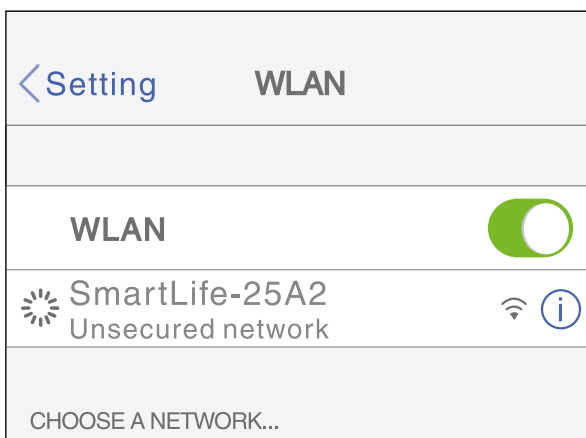 Setting WLAN
WLAN
SmartLife-25A2
Unsecured network
CHOOSE A NETWORK...